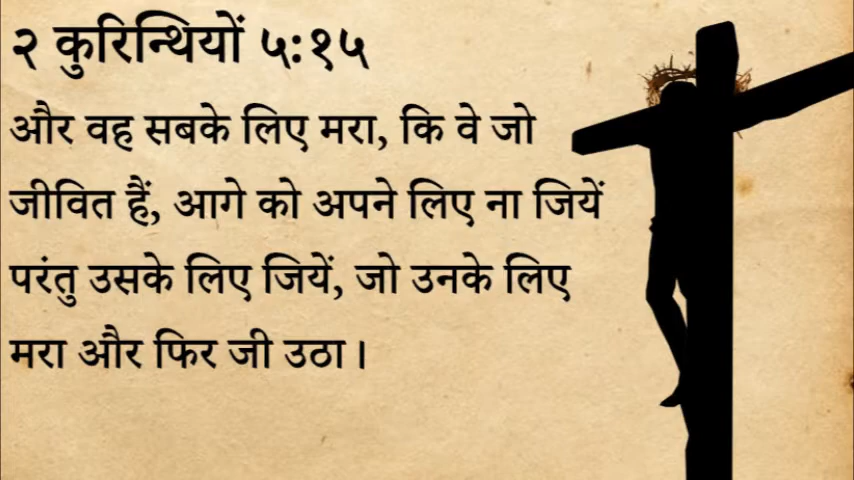 २ कुरिन्थियों ५:१५
और वह सबके लिए मरा, कि वे जो
जीवित हैं, आगे को अपने लिए ना जियें
परंतु उसके लिए जियें, जो उनके लिए
मरा और फिर जी उठा।